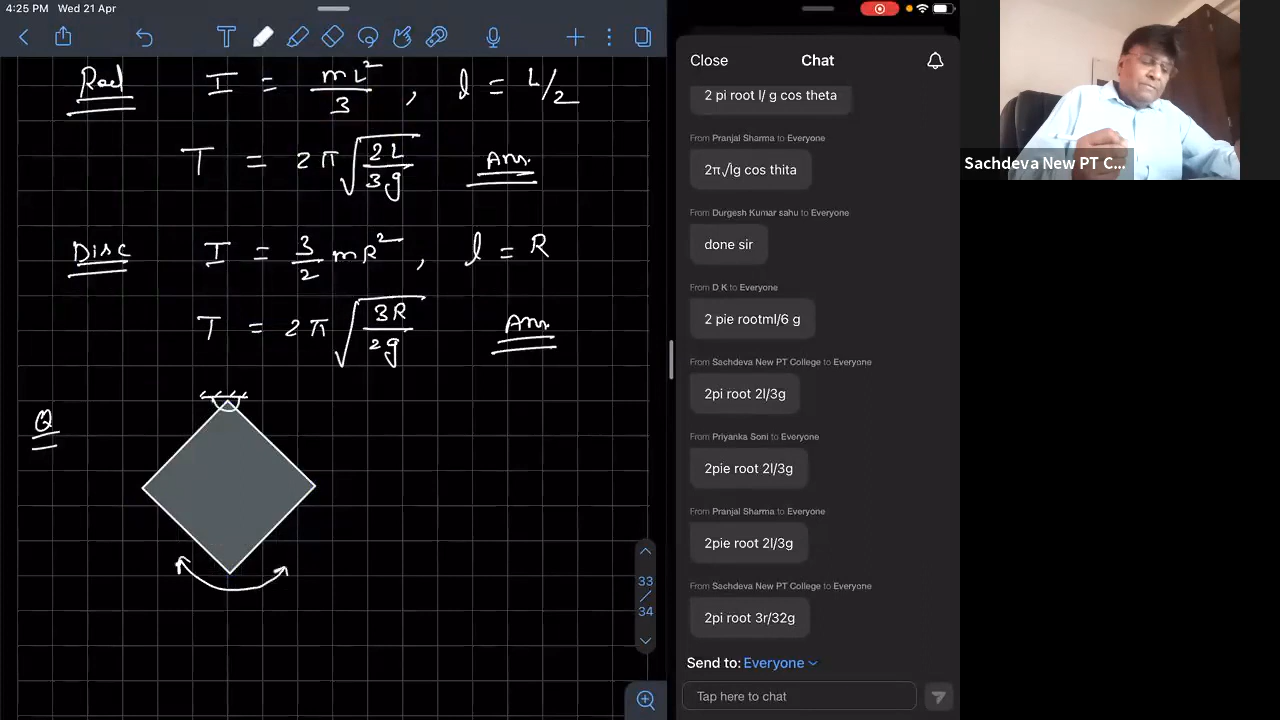 4:25 PM Wed 21 Apr
Rod I = mL²/3 , l = L/2
T = 2π√(2L/3g) Ans.
Disc I = 3/2 mR² , l = R
T = 2π√(3R/2g) Ans.
Q
33
/
34
Close Chat
2 pi root l/ g cos theta
From Pranjal Sharma to Everyone
2π√lg cos thita
From Durgesh Kumar sahu to Everyone
done sir
From D K to Everyone
2 pie rootml/6 g
From Sachdeva New PT College to Everyone
2pi root 2l/3g
From Priyanka Soni to Everyone
2pie root 2l/3g
From Pranjal Sharma to Everyone
2pie root 2l/3g
From Sachdeva New PT College to Everyone
2pi root 3r/32g
Send to: Everyone
Tap here to chat
Sachdeva New PT C...